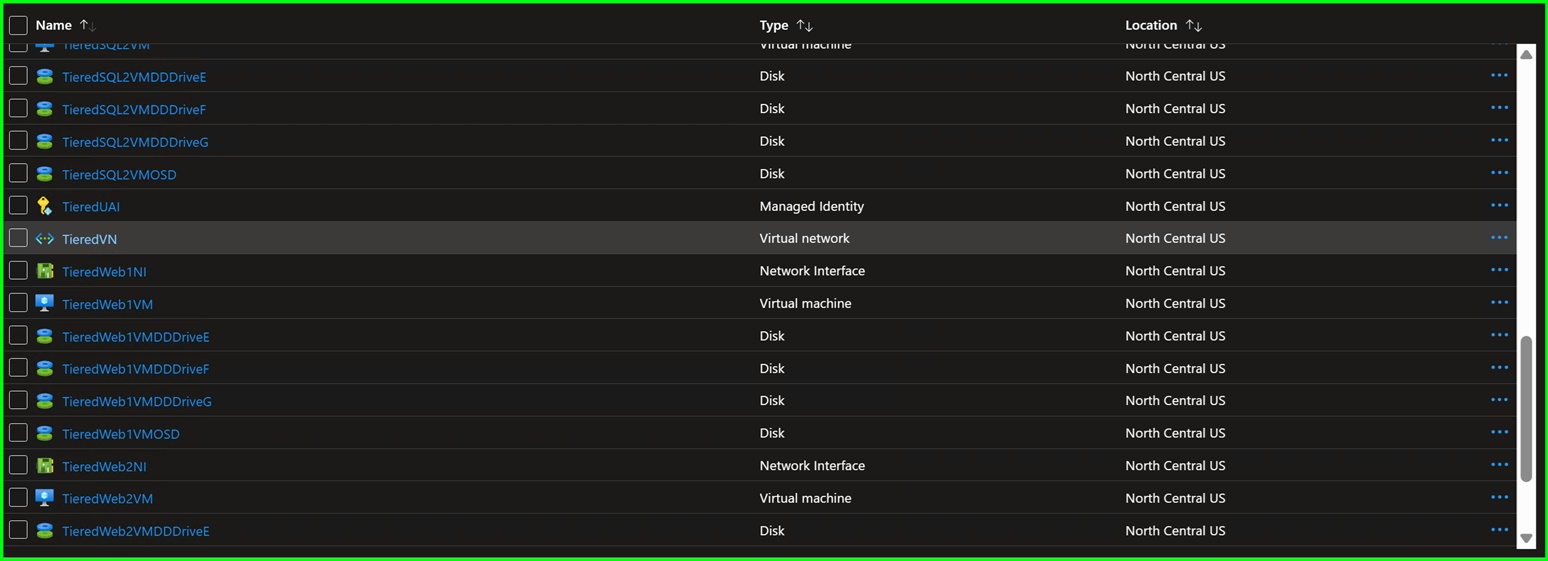 Name Type Location
TieredSQL2VM Virtual machine North Central US
TieredSQL2VMDDDriveE Disk North Central US
TieredSQL2VMDDDriveF Disk North Central US
TieredSQL2VMDDDriveG Disk North Central US
TieredSQL2VMOSD Disk North Central US
TieredUAI Managed Identity North Central US
TieredVN Virtual network North Central US
TieredWeb1NI Network Interface North Central US
TieredWeb1VM Virtual machine North Central US
TieredWeb1VMDDDriveE Disk North Central US
TieredWeb1VMDDDriveF Disk North Central US
TieredWeb1VMDDDriveG Disk North Central US
TieredWeb1VMOSD Disk North Central US
TieredWeb2NI Network Interface North Central US
TieredWeb2VM Virtual machine North Central US
TieredWeb2VMDDDriveE Disk North Central US